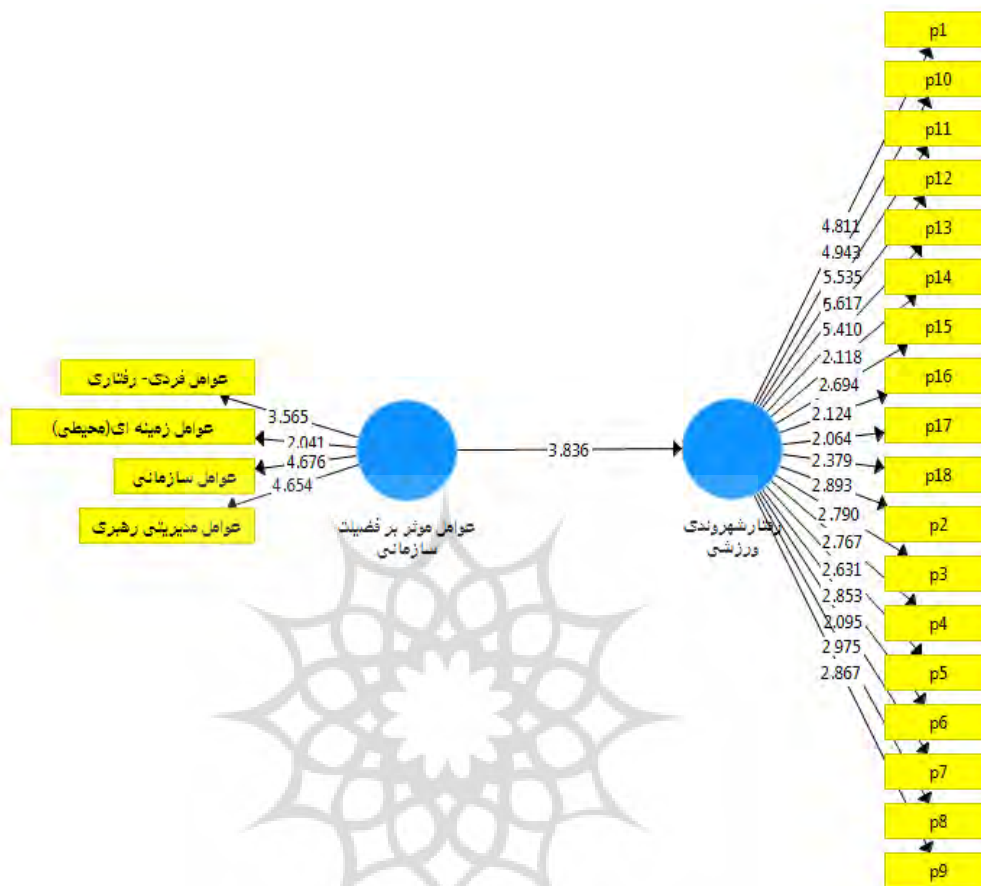 p1
p10
p11
p12
p13
p14
p15
p16
p17
p18
p2
p3
p4
p5
p6
p7
p8
p9
4.811
4.943
5.535
5.617
5.410
2.118
2.694
2.124
2.064
2.379
2.893
2.790
2.767
2.631
2.853
2.095
2.975
2.867
رفتارشهروندی
ورزشی
3.836
عوامل موثر بر فضیلت
سازمانی
3.565
2.041
4.676
4.654
عوامل فردی- رفتاری
عوامل زمینه ای(محیطی)
عوامل سازمانی
عوامل مدیریتی رهبری